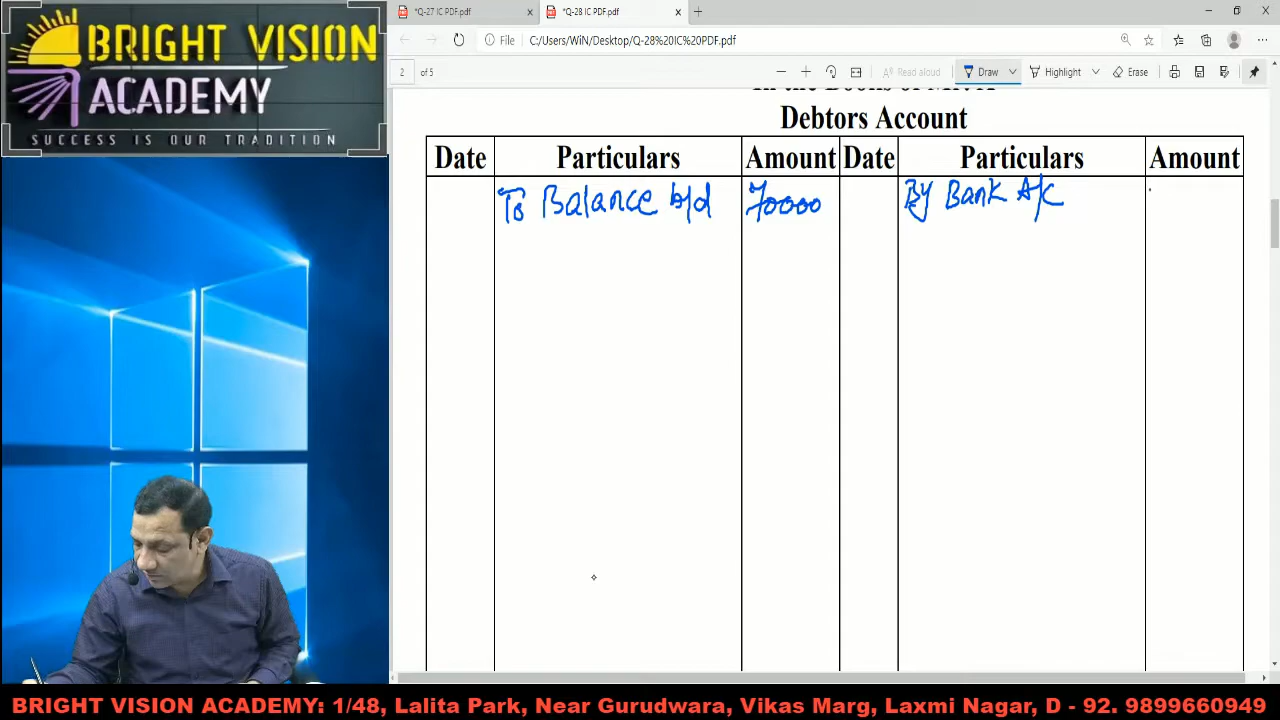 BRIGHT VISION
ACADEMY
SUCCESS IS OUR TRADITION
*Q-27 IC PDF.pdf
*Q-28 IC PDF.pdf
File C:/Users/WiN/Desktop/Q-28%20IC%20PDF.pdf
2 of 5
Read aloud Draw Highlight Erase
Debtors Account
Date Particulars Amount Date Particulars Amount
To Balance b/d 70000 By Bank A/C
BRIGHT VISION ACADEMY: 1/48, Lalita Park, Near Gurudwara, Vikas Marg, Laxmi Nagar, D - 92. 9899660949